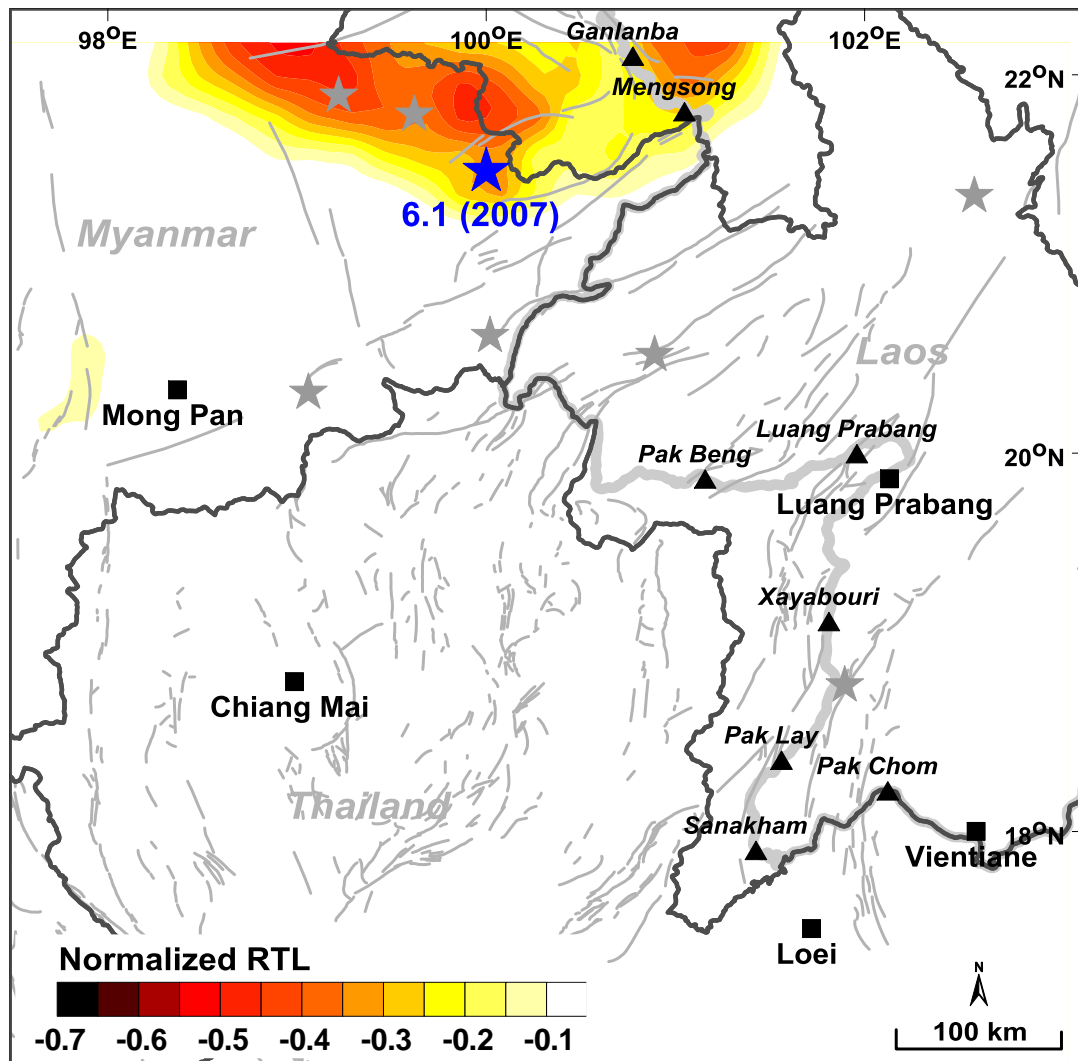 98°E
100°E
102°E
Ganlanba
22°N
Mengsong
6.1 (2007)
Myanmar
Laos
Mong Pan
Luang Prabang
Pak Beng
20°N
Luang Prabang
Xayabouri
Chiang Mai
Pak Lay
Pak Chom
Thailand
Sanakham
18°N
Vientiane
Loei
Normalized RTL
N
-0.7 -0.6 -0.5 -0.4 -0.3 -0.2 -0.1
100 km